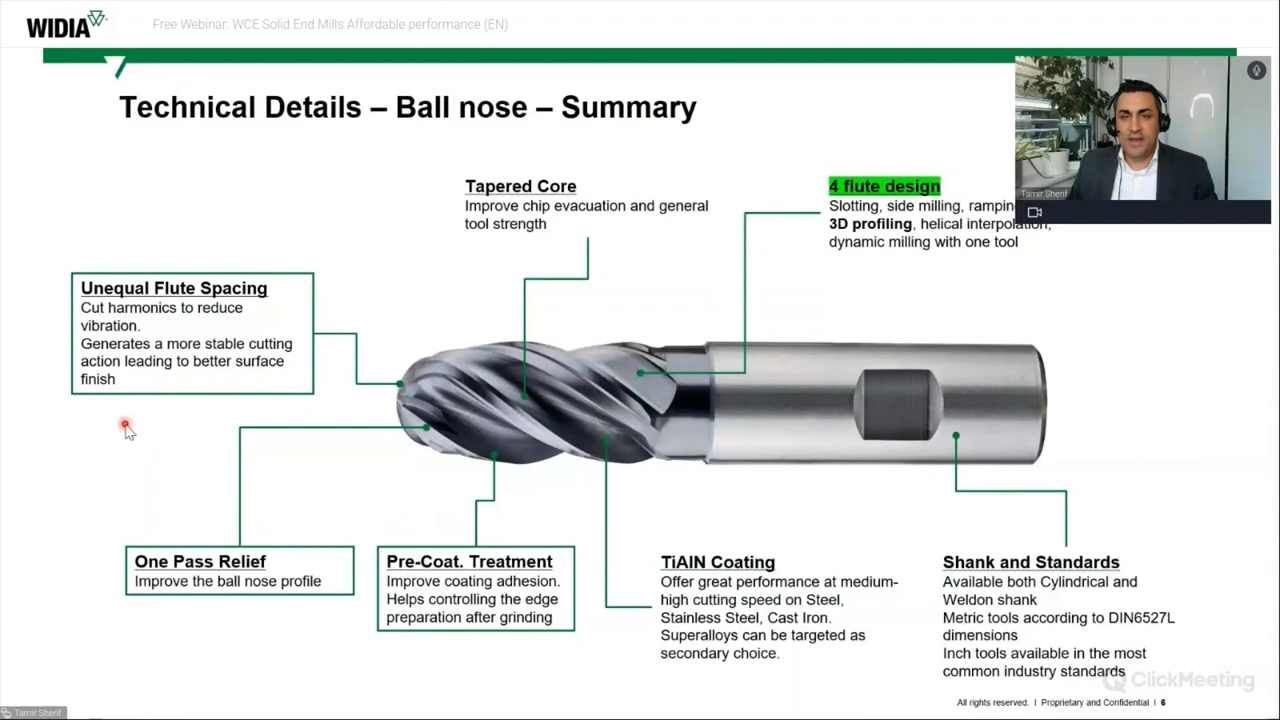 WIDIA
Free Webinar: WCE Solid End Mills Affordable performance (EN)
Technical Details – Ball nose – Summary
Tapered Core
Improve chip evacuation and general
tool strength
4 flute design
Slotting, side milling, ramping
3D profiling, helical interpolation,
dynamic milling with one tool
Tamir Sherif
Unequal Flute Spacing
Cut harmonics to reduce
vibration.
Generates a more stable cutting
action leading to better surface
finish
One Pass Relief
Improve the ball nose profile
Pre-Coat. Treatment
Improve coating adhesion.
Helps controlling the edge
preparation after grinding
TiAlN Coating
Offer great performance at medium-
high cutting speed on Steel,
Stainless Steel, Cast Iron.
Superalloys can be targeted as
secondary choice.
Shank and Standards
Available both Cylindrical and
Weldon shank
Metric tools according to DIN6527L
dimensions
Inch tools available in the most
common industry standards
ClickMeeting
All rights reserved. I Proprietary and Confidential I 6
Tamir Sherif